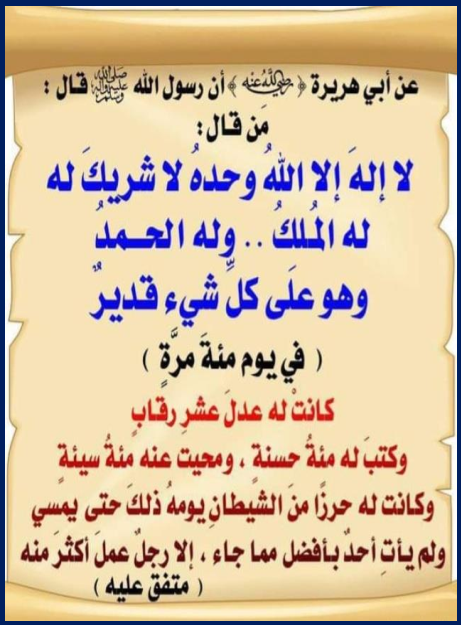 عن أبي هريرة ﴿ رضي الله عنه ﴾ أن رسول الله ﷺ قال :
مَن قال :
لا إلهَ إلا اللهُ وحدهُ لا شريكَ له
له المُلكُ .. وله الحـمدُ
وهو علَى كلِّ شيء قديرٌ
( في يوم مئةَ مرَّةٍ )
كانتْ له عدلَ عشرِ رقابٍ
وكتبَ له مئةُ حسنةٍ ، ومحيت عنه مئةُ سيئةٍ
وكانت له حرزًا منَ الشيطانِ يومهُ ذلكَ حتى يمسي
ولم يأتِ أحدٌ بأفضل مما جاء ، إلا رجلٌ عملَ أكثرَ منه
( متفق عليه )